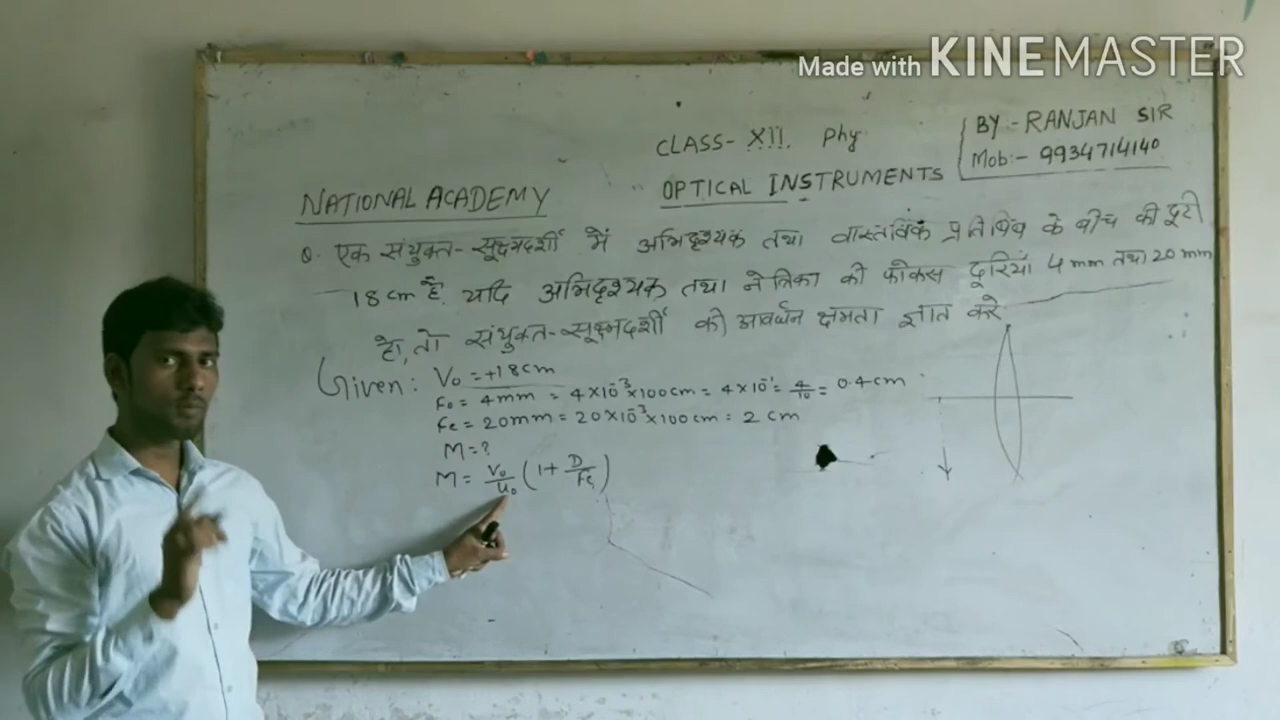 Made with KINEMASTER
CLASS- XII. Phy
BY:- RANJAN SIR
Mob:- 9934714140
NATIONAL ACADEMY
OPTICAL INSTRUMENTS
Q. एक संयुक्त-सूक्ष्मदर्शी में अभिदृश्यक तथा वास्तविक प्रतिबिंब के बीच की दूरी
18 cm है. यदि अभिदृश्यक तथा नेत्रिका की फोकस दूरियां 4 mm तथा 20 mm
हो, तो संयुक्त-सूक्ष्मदर्शी की आवर्धन क्षमता ज्ञात करे
Given: V₀ = +18 cm
F₀ = 4mm = 4×10⁻³×100cm = 4×10⁻¹ = 4/10 = 0.4 cm
Fe = 20mm = 20×10⁻³×100cm = 2 cm
M = ?
M = V₀/u₀ (1 + D/Fe)